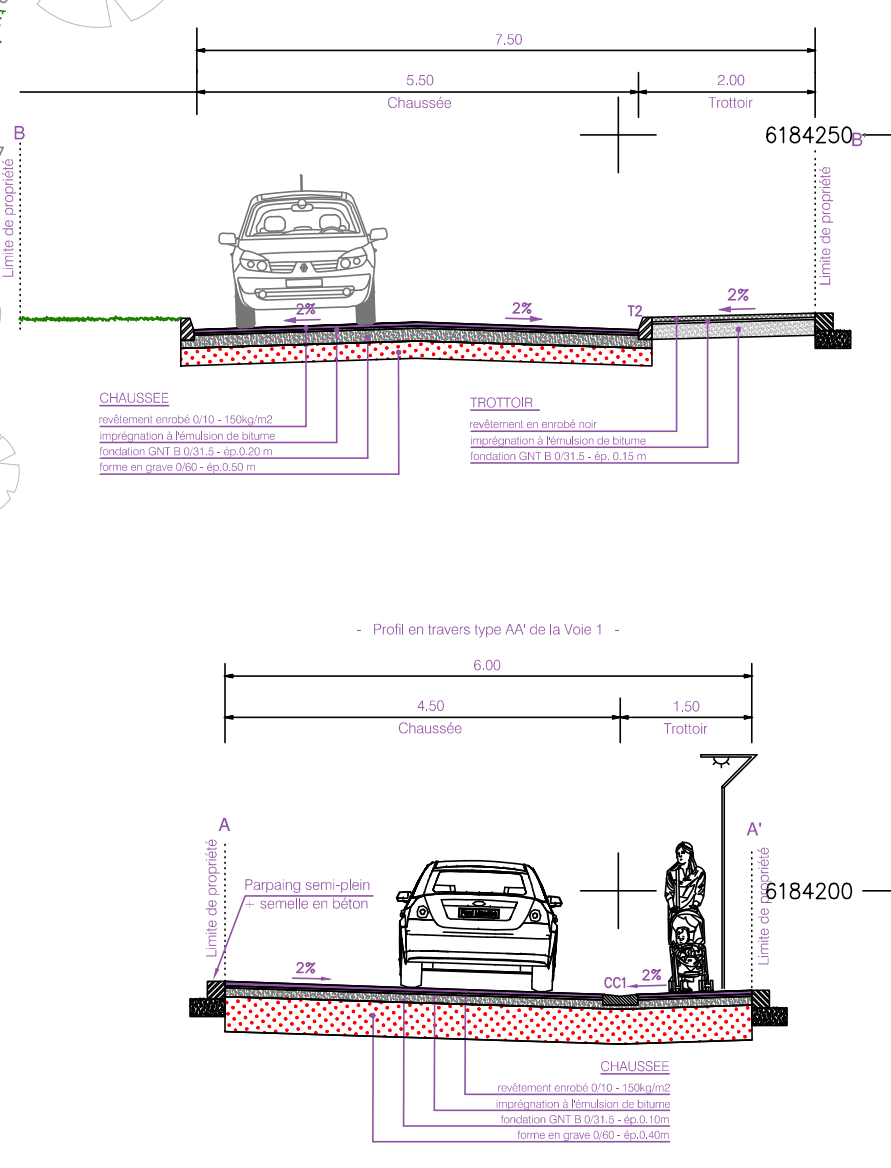 7.50
5.50
2.00
Chaussée
Trottoir
6184250
B
B'
Limite de propriété
Limite de propriété
2%
2%
T2
2%
CHAUSSEE
revêtement enrobé 0/10 - 150kg/m2
imprégnation à l'émulsion de bitume
fondation GNT B 0/31.5 - ép.0.20 m
forme en grave 0/60 - ép.0.50 m
TROTTOIR
revêtement en enrobé noir
imprégnation à l'émulsion de bitume
fondation GNT B 0/31.5 - ép. 0.15 m
- Profil en travers type AA' de la Voie 1 -
6.00
4.50
1.50
Chaussée
Trottoir
A
A'
Limite de propriété
Limite de propriété
Parpaing semi-plein
+ semelle en béton
6184200
2%
CC1
2%
CHAUSSEE
revêtement enrobé 0/10 - 150kg/m2
imprégnation à l'émulsion de bitume
fondation GNT B 0/31.5 - ép.0.10m
forme en grave 0/60 - ép.0.40m